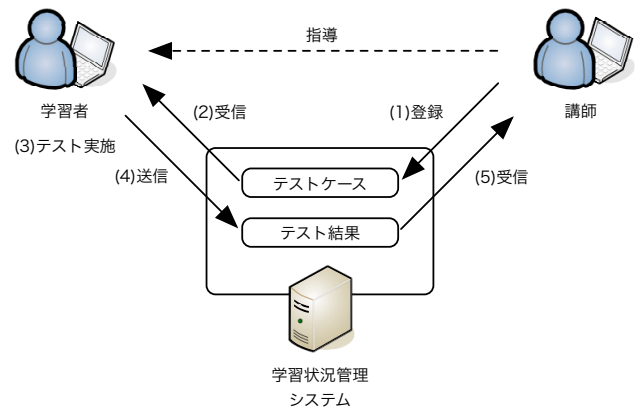 指導
学習者
講師
(2)受信
(1)登録
(3)テスト実施
(4)送信
テストケース
(5)受信
テスト結果
学習状況管理
システム